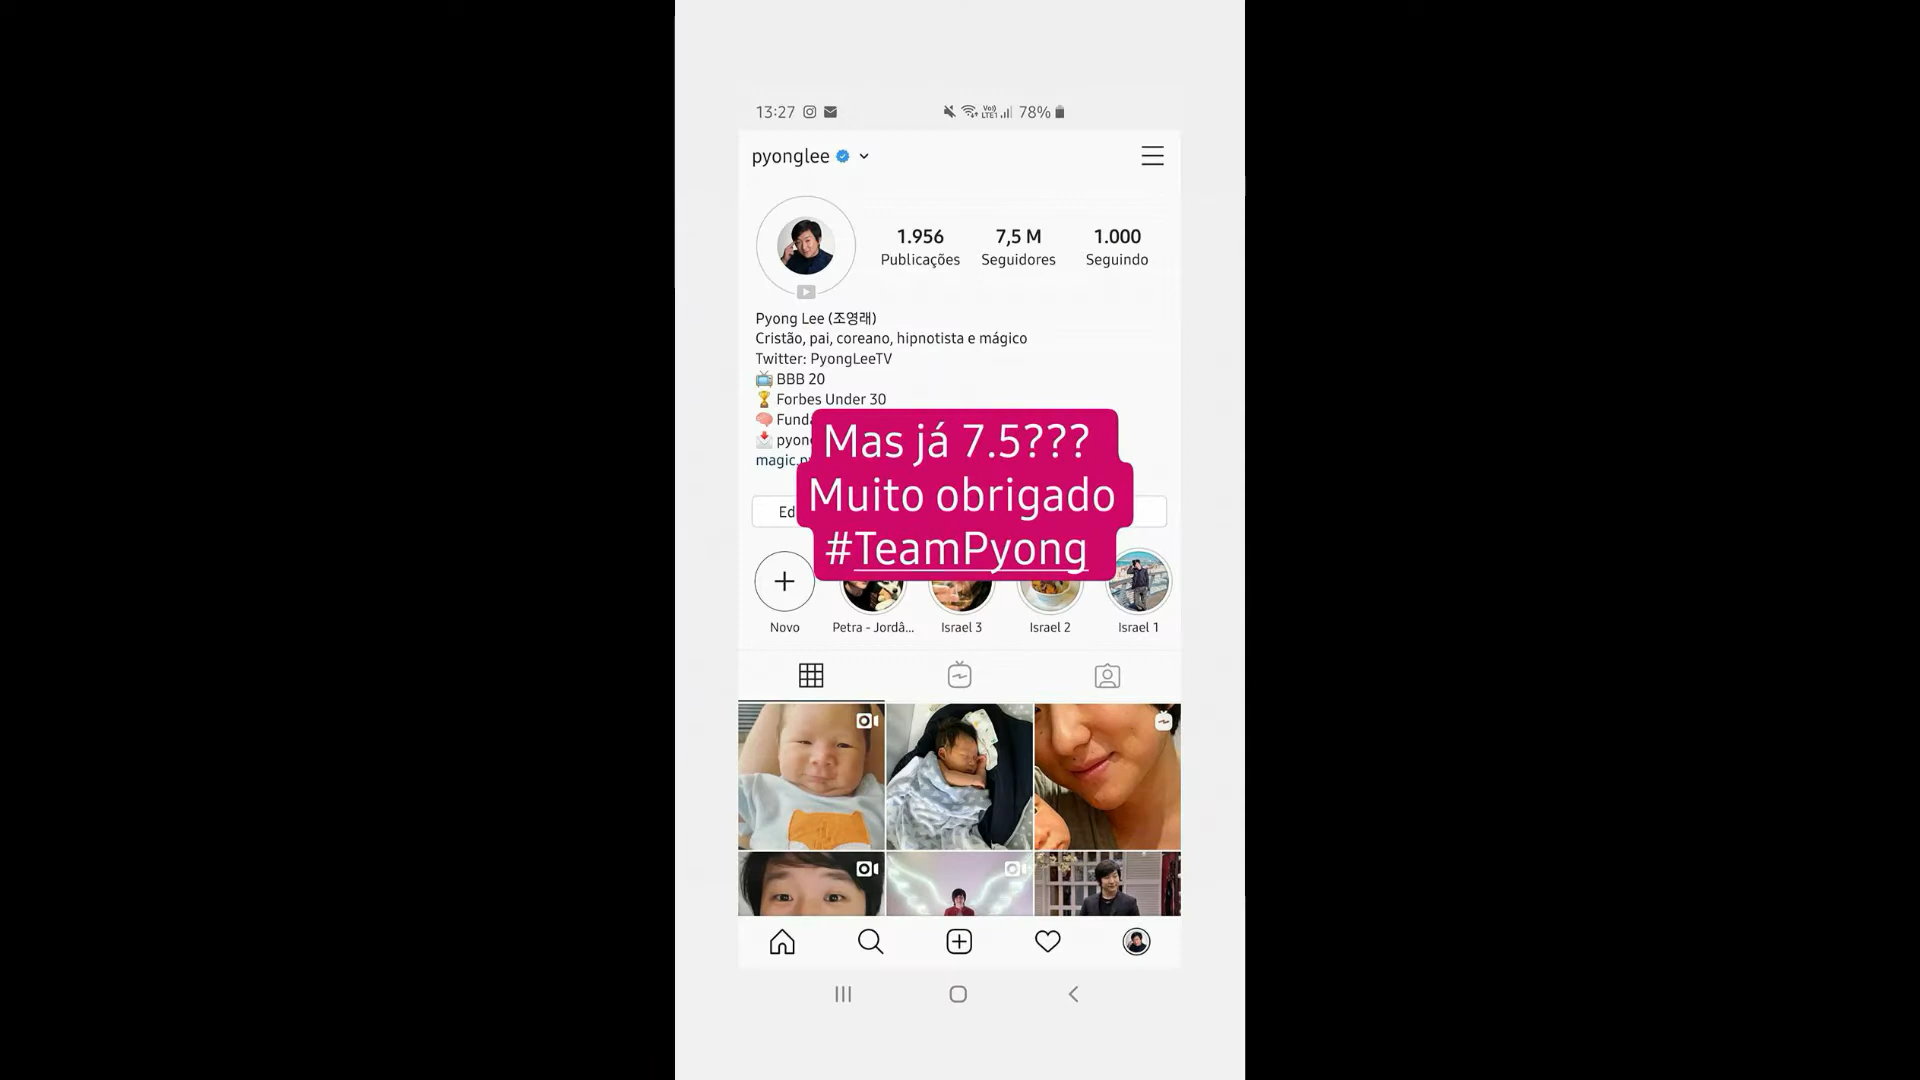 13:27 78%
pyonglee
1.956 7,5 M 1.000
Publicações Seguidores Seguindo
Pyong Lee (조영래)
Cristão, pai, coreano, hipnotista e mágico
Twitter: PyongLeeTV
📺 BBB 20
🏆 Forbes Under 30
Mas já 7.5???
Muito obrigado
#TeamPyong
Novo Petra - Jordâ... Israel 3 Israel 2 Israel 1